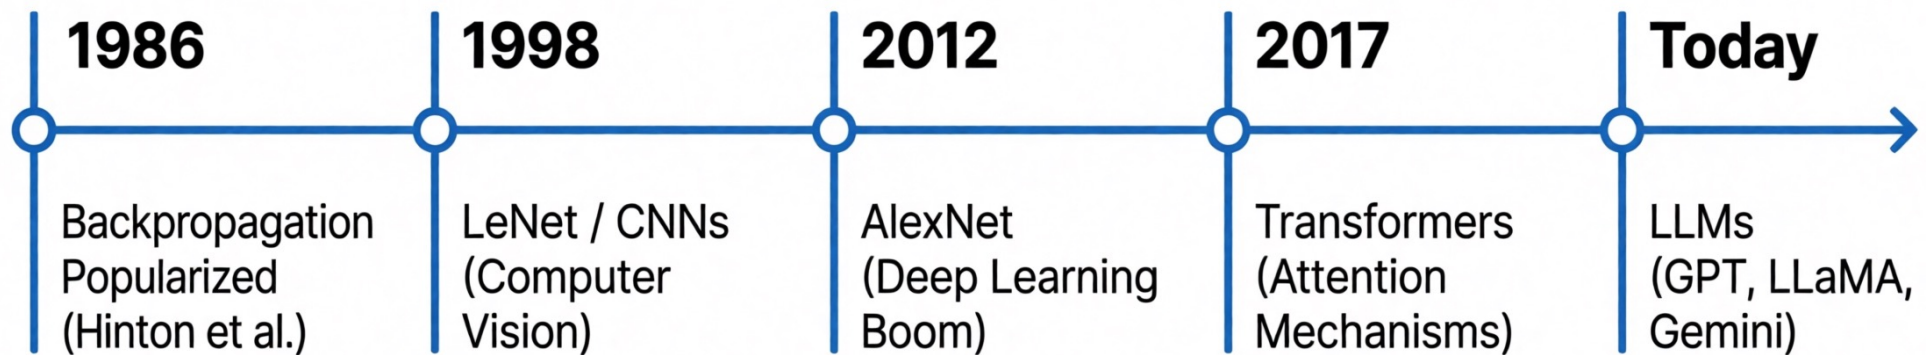 1986
Backpropagation
Popularized
(Hinton et al.)
1998
LeNet / CNNs
(Computer
Vision)
2012
AlexNet
(Deep Learning
Boom)
2017
Transformers
(Attention
Mechanisms)
Today
LLMs
(GPT, LLaMA,
Gemini)